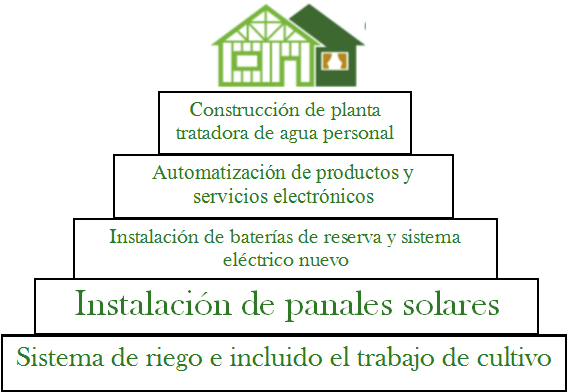 Construcción de planta
tratadora de agua personal
Automatización de productos y
servicios electrónicos
Instalación de baterías de reserva y sistema
eléctrico nuevo
Instalación de panales solares
Sistema de riego e incluido el trabajo de cultivo